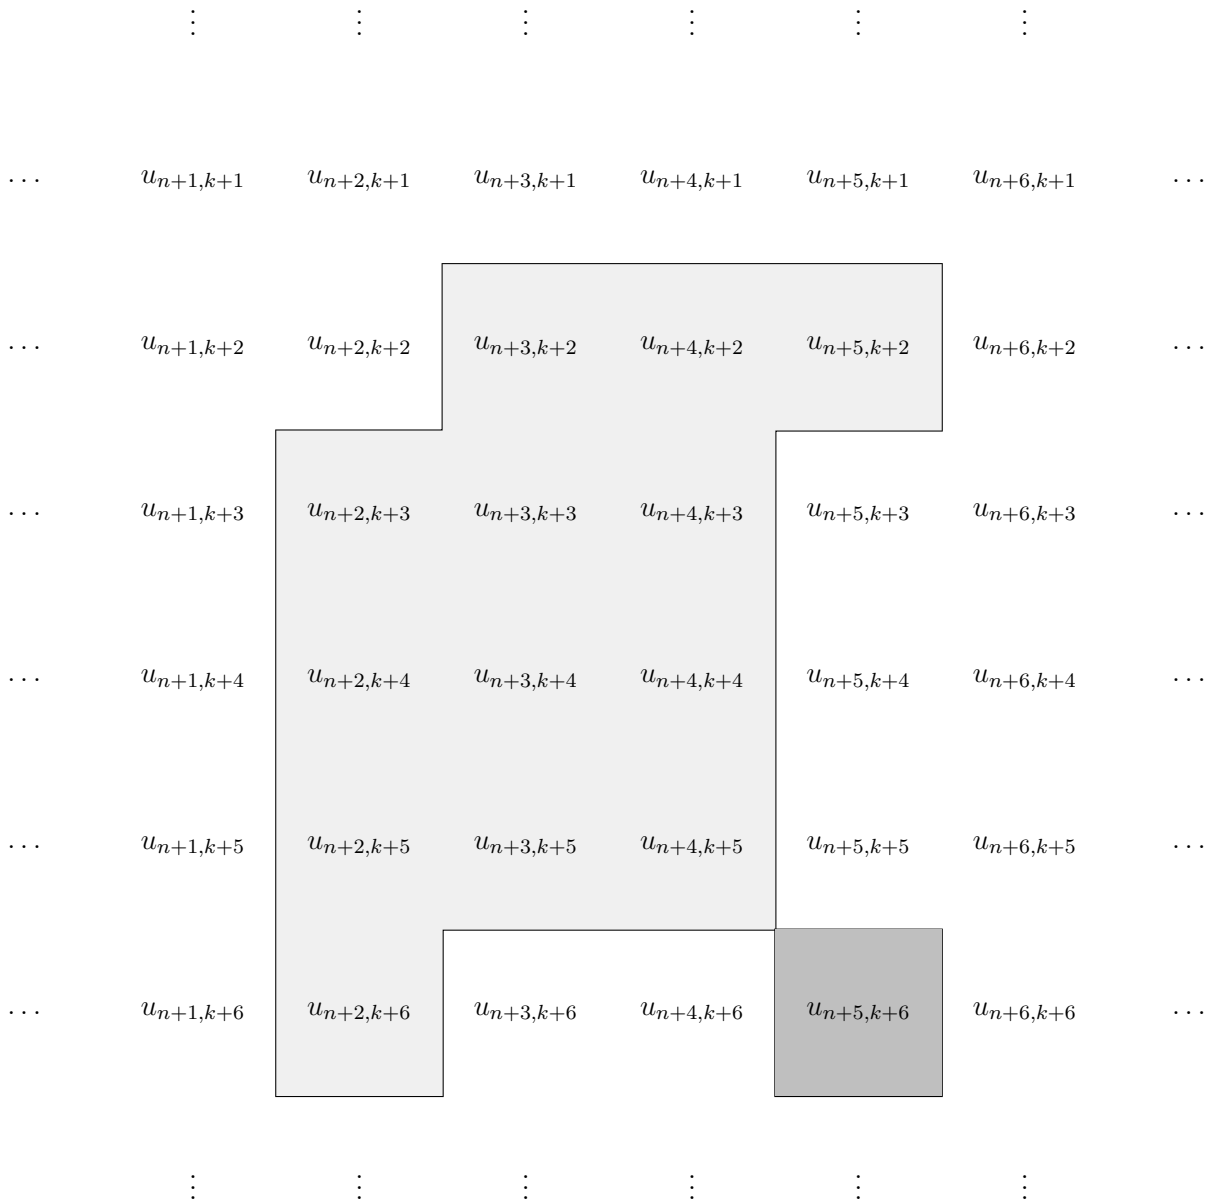 ⋮ ⋮ ⋮ ⋮ ⋮ ⋮
… u_{n+1,k+1} u_{n+2,k+1} u_{n+3,k+1} u_{n+4,k+1} u_{n+5,k+1} u_{n+6,k+1} …
… u_{n+1,k+2} u_{n+2,k+2} u_{n+3,k+2} u_{n+4,k+2} u_{n+5,k+2} u_{n+6,k+2} …
… u_{n+1,k+3} u_{n+2,k+3} u_{n+3,k+3} u_{n+4,k+3} u_{n+5,k+3} u_{n+6,k+3} …
… u_{n+1,k+4} u_{n+2,k+4} u_{n+3,k+4} u_{n+4,k+4} u_{n+5,k+4} u_{n+6,k+4} …
… u_{n+1,k+5} u_{n+2,k+5} u_{n+3,k+5} u_{n+4,k+5} u_{n+5,k+5} u_{n+6,k+5} …
… u_{n+1,k+6} u_{n+2,k+6} u_{n+3,k+6} u_{n+4,k+6} u_{n+5,k+6} u_{n+6,k+6} …
⋮ ⋮ ⋮ ⋮ ⋮ ⋮